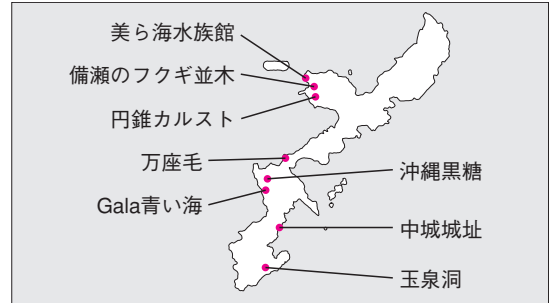 美ら海水族館
備瀬のフクギ並木
円錐カルスト
万座毛
Gala青い海
沖縄黒糖
中城城址
玉泉洞